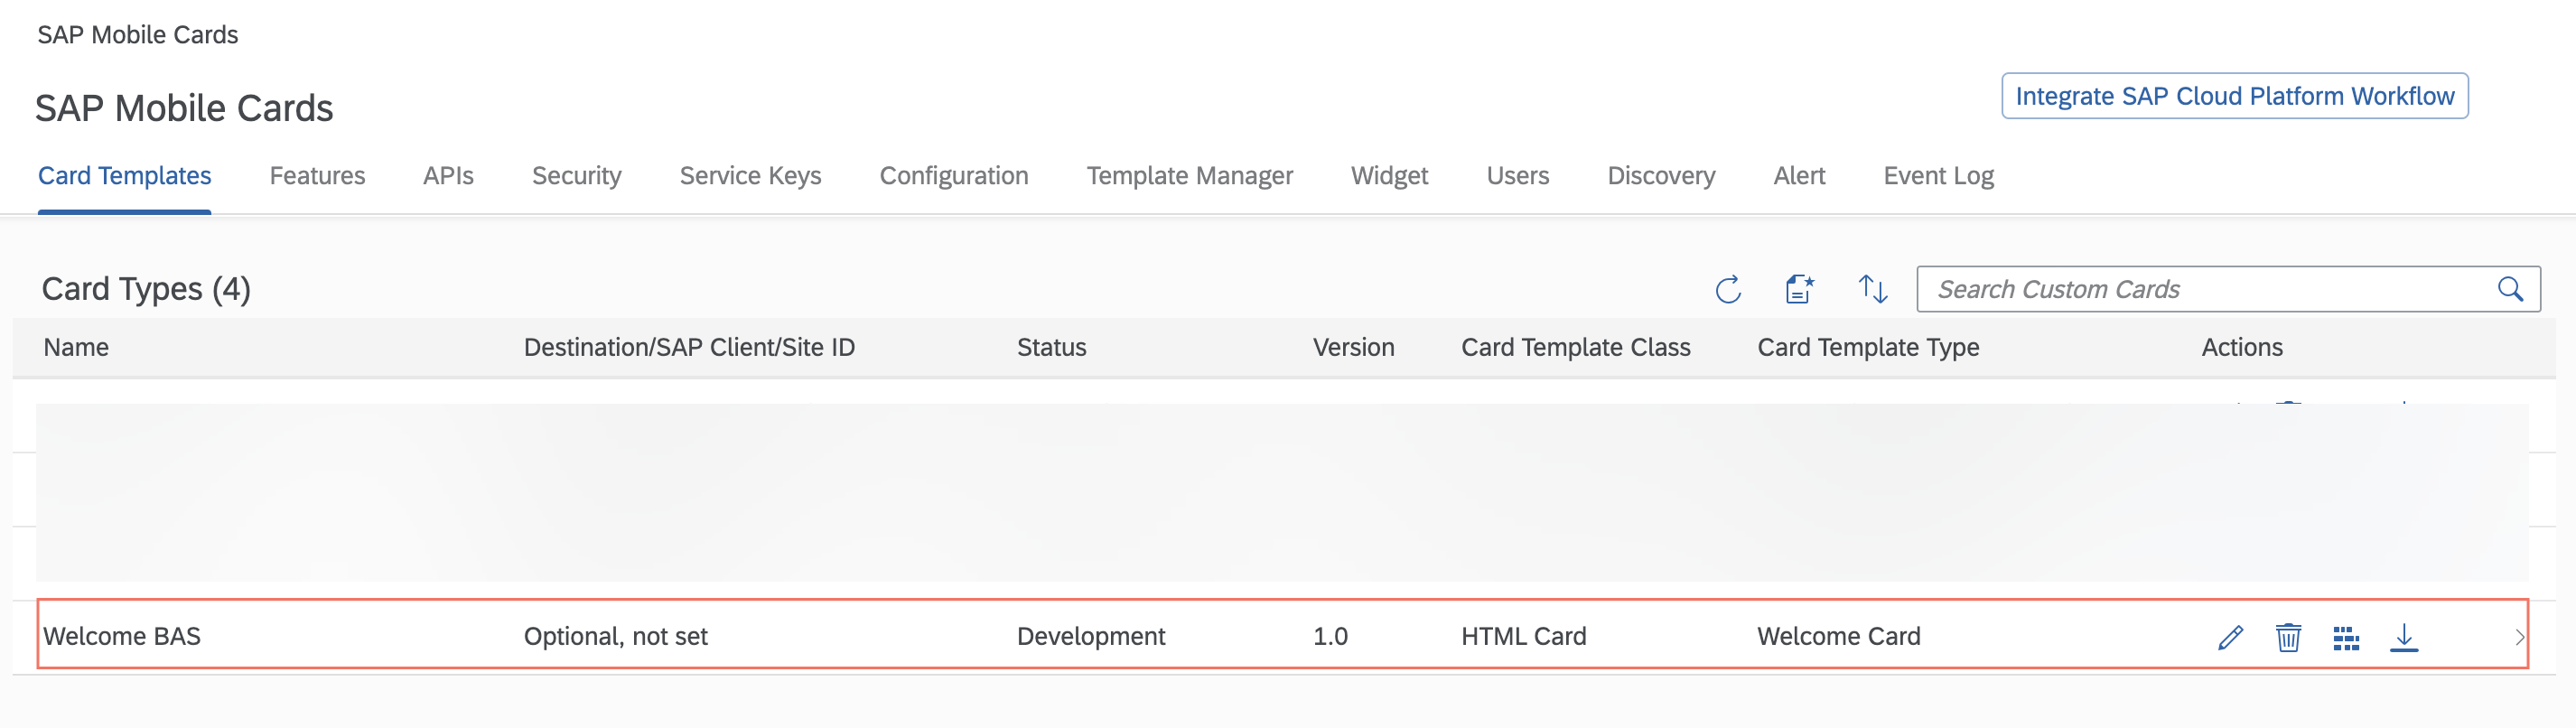 SAP Mobile Cards
SAP Mobile Cards
Integrate SAP Cloud Platform Workflow
Card Templates Features APIs Security Service Keys Configuration Template Manager Widget Users Discovery Alert Event Log
Card Types (4)
Search Custom Cards
Name Destination/SAP Client/Site ID Status Version Card Template Class Card Template Type Actions
Welcome BAS Optional, not set Development 1.0 HTML Card Welcome Card